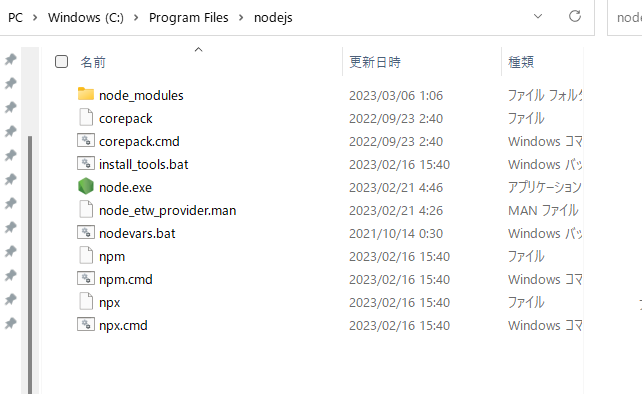 PC > Windows (C:) > Program Files > nodejs
node
名前 更新日時 種類
node_modules 2023/03/06 1:06 ファイル フォルダ
corepack 2022/09/23 2:40 ファイル
corepack.cmd 2022/09/23 2:40 Windows コマ
install_tools.bat 2023/02/16 15:40 Windows バッ
node.exe 2023/02/21 4:46 アプリケーション
node_etw_provider.man 2023/02/21 4:26 MAN ファイル
nodevars.bat 2021/10/14 0:30 Windows バッ
npm 2023/02/16 15:40 ファイル
npm.cmd 2023/02/16 15:40 Windows コマ
npx 2023/02/16 15:40 ファイル
npx.cmd 2023/02/16 15:40 Windows コマ